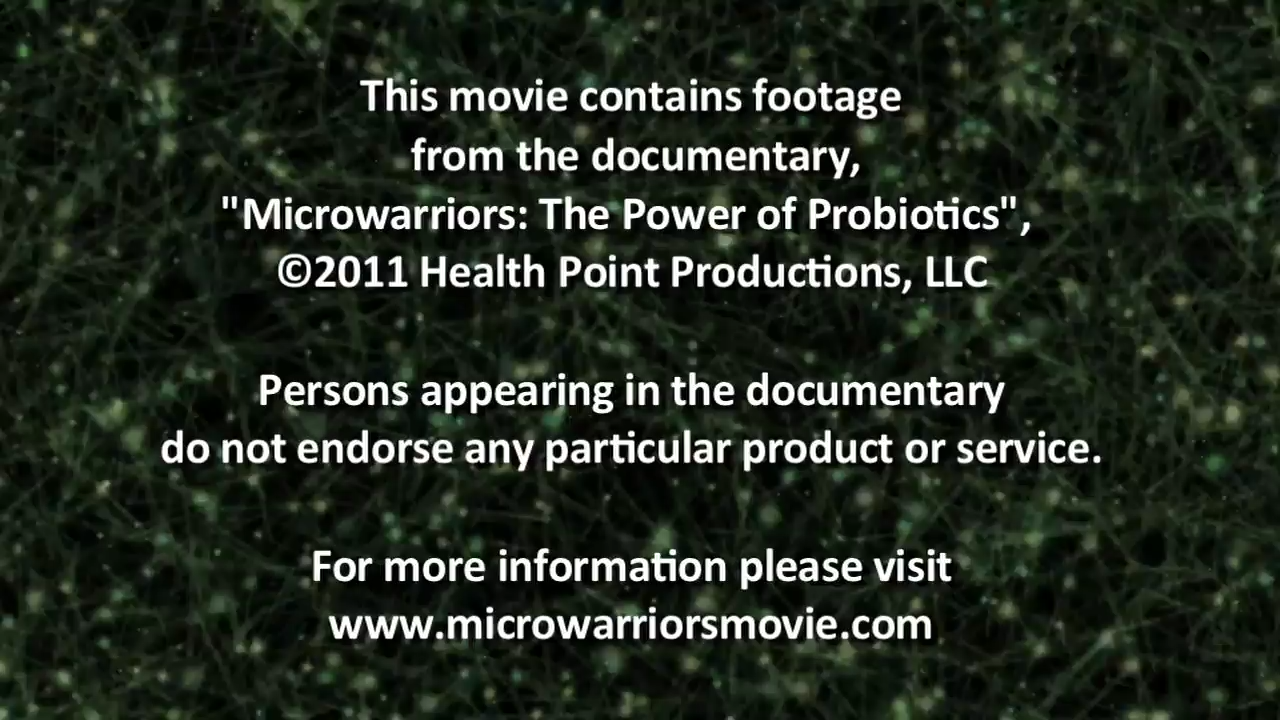 This movie contains footage
from the documentary,
"Microwarriors: The Power of Probiotics",
©2011 Health Point Productions, LLC
Persons appearing in the documentary
do not endorse any particular product or service.
For more information please visit
www.microwarriorsmovie.com